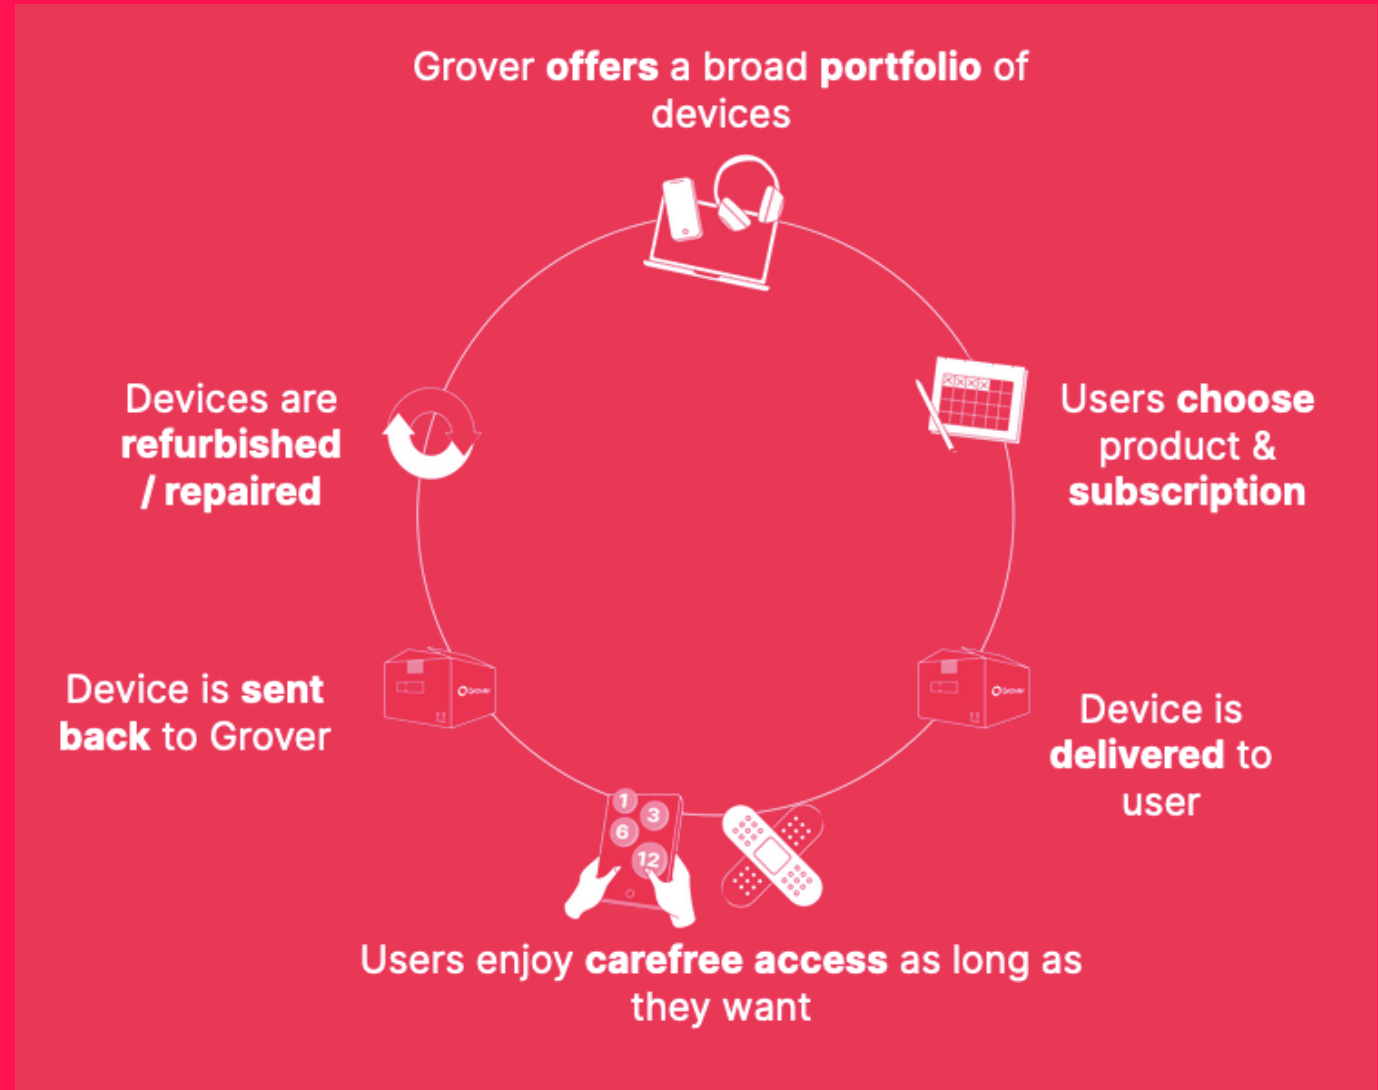 Grover offers a broad portfolio of
devices
Users choose
product &
subscription
Device is
delivered to
user
Users enjoy carefree access as long as
they want
Device is sent
back to Grover
Devices are
refurbished
/ repaired
1
3
6
12
Grover
Grover